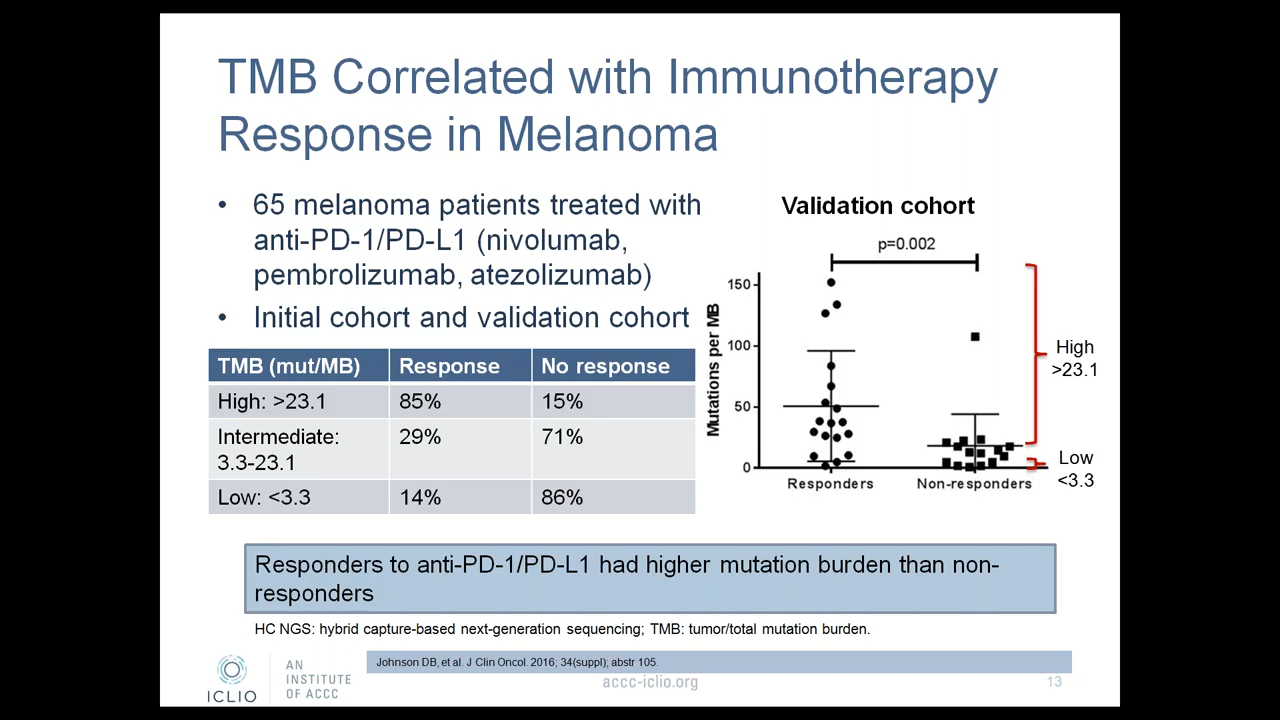 TMB Correlated with Immunotherapy
Response in Melanoma
• 65 melanoma patients treated with
anti-PD-1/PD-L1 (nivolumab,
pembrolizumab, atezolizumab)
• Initial cohort and validation cohort
TMB (mut/MB) Response No response
High: >23.1 85% 15%
Intermediate: 29% 71%
3.3-23.1
Low: <3.3 14% 86%
Validation cohort
p=0.002
Mutations per MB
150
100
50
0
Responders Non-responders
High
>23.1
Low
<3.3
Responders to anti-PD-1/PD-L1 had higher mutation burden than non-
responders
HC NGS: hybrid capture-based next-generation sequencing; TMB: tumor/total mutation burden.
Johnson DB, et al. J Clin Oncol. 2016; 34(suppl); abstr 105.
ICLIO
AN
INSTITUTE
OF ACCC
accc-iclio.org
13